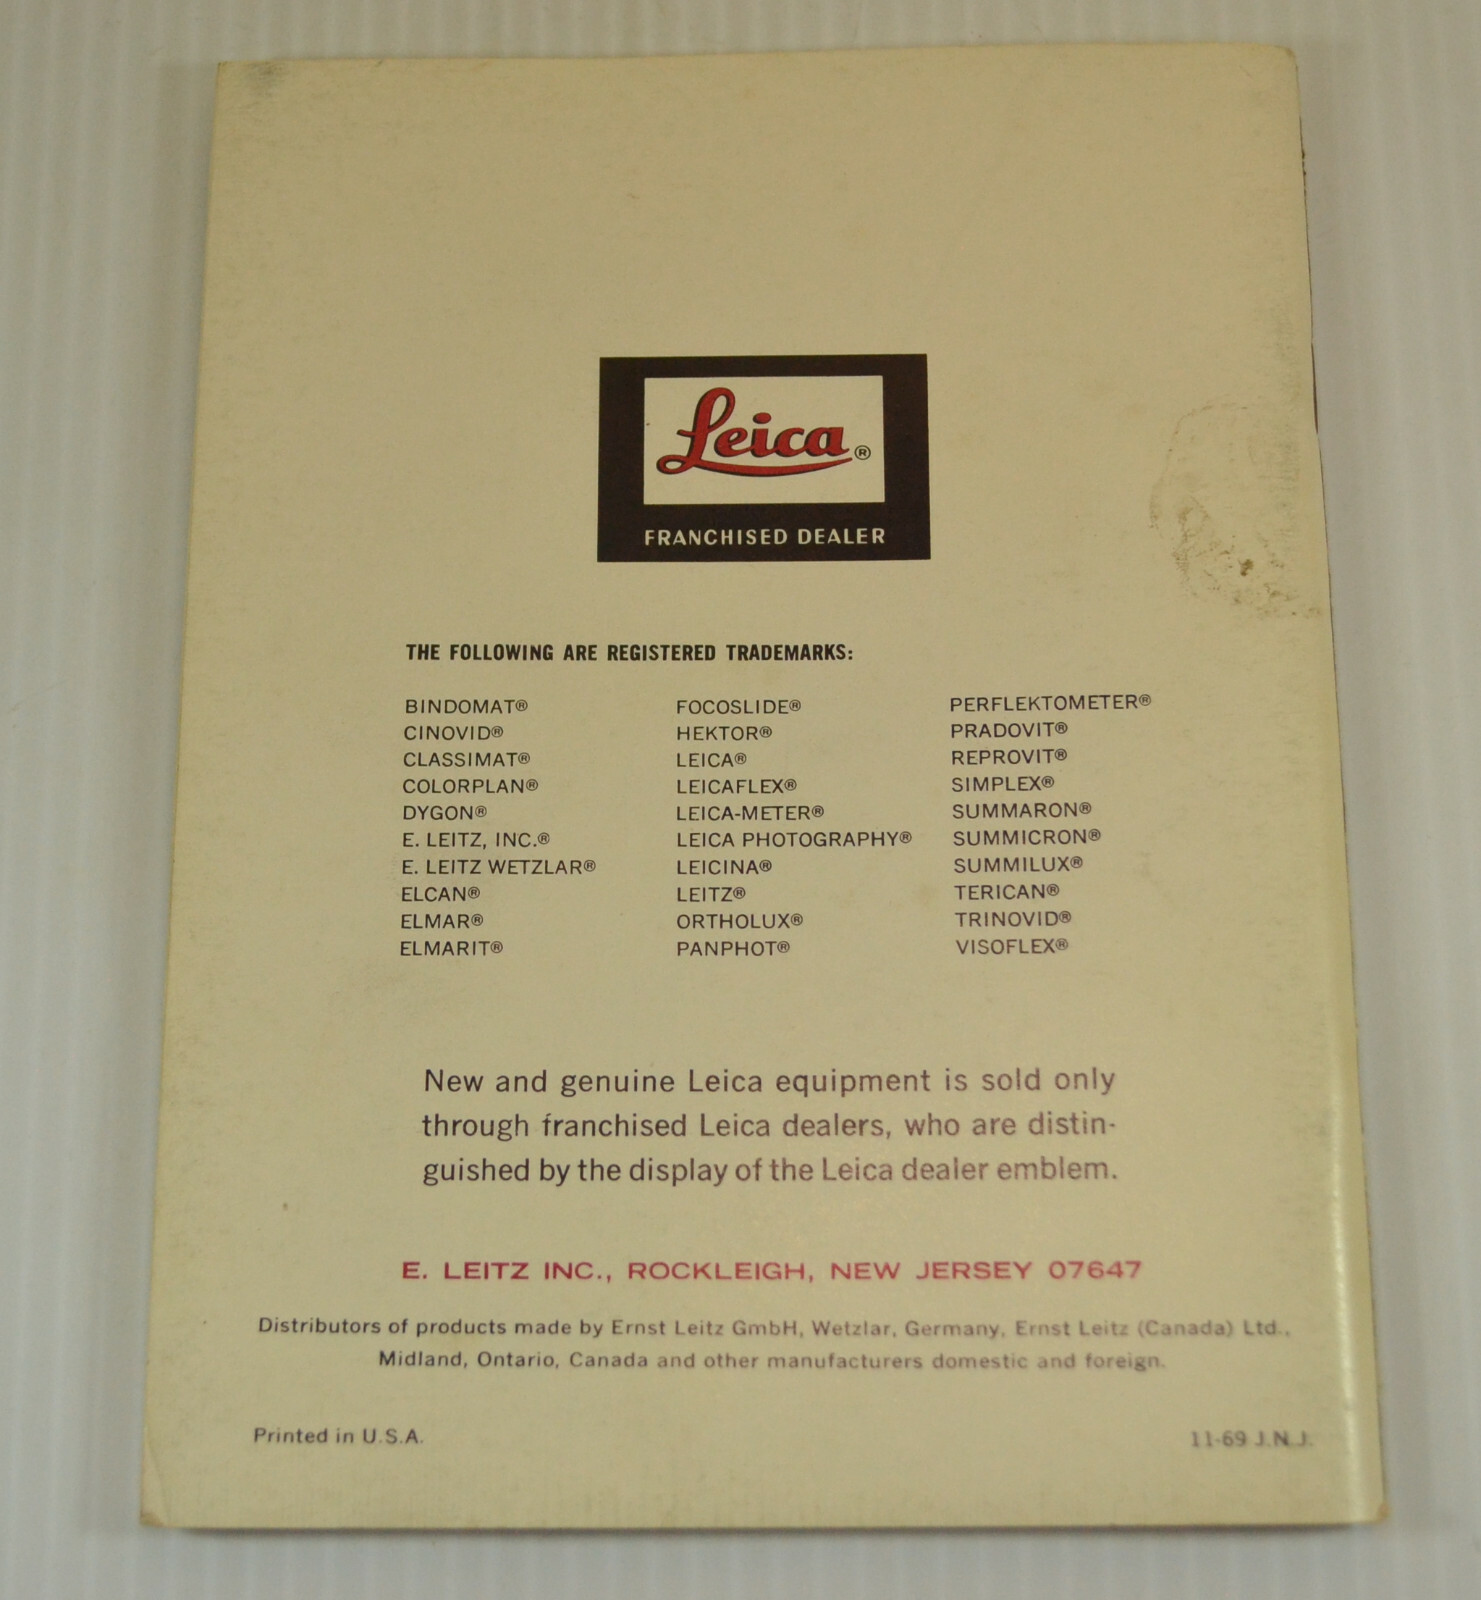 Leica®
FRANCHISED DEALER
THE FOLLOWING ARE REGISTERED TRADEMARKS:
BINDOMAT®
CINOVID®
CLASSIMAT®
COLORPLAN®
DYGON®
E. LEITZ, INC.®
E. LEITZ WETZLAR®
ELCAN®
ELMAR®
ELMARIT®
FOCOSLIDE®
HEKTOR®
LEICA®
LEICAFLEX®
LEICA-METER®
LEICA PHOTOGRAPHY®
LEICINA®
LEITZ®
ORTHOLUX®
PANPHOT®
PERFLEKTOMETER®
PRADOVIT®
REPROVIT®
SIMPLEX®
SUMMARON®
SUMMICRON®
SUMMILUX®
TERICAN®
TRINOVID®
VISOFLEX®
New and genuine Leica equipment is sold only
through franchised Leica dealers, who are distin-
guished by the display of the Leica dealer emblem.
E. LEITZ INC., ROCKLEIGH, NEW JERSEY 07647
Distributors of products made by Ernst Leitz GmbH, Wetzlar, Germany, Ernst Leitz (Canada) Ltd.,
Midland, Ontario, Canada and other manufacturers domestic and foreign.
Printed in U.S.A.
11-69 J.N.J.